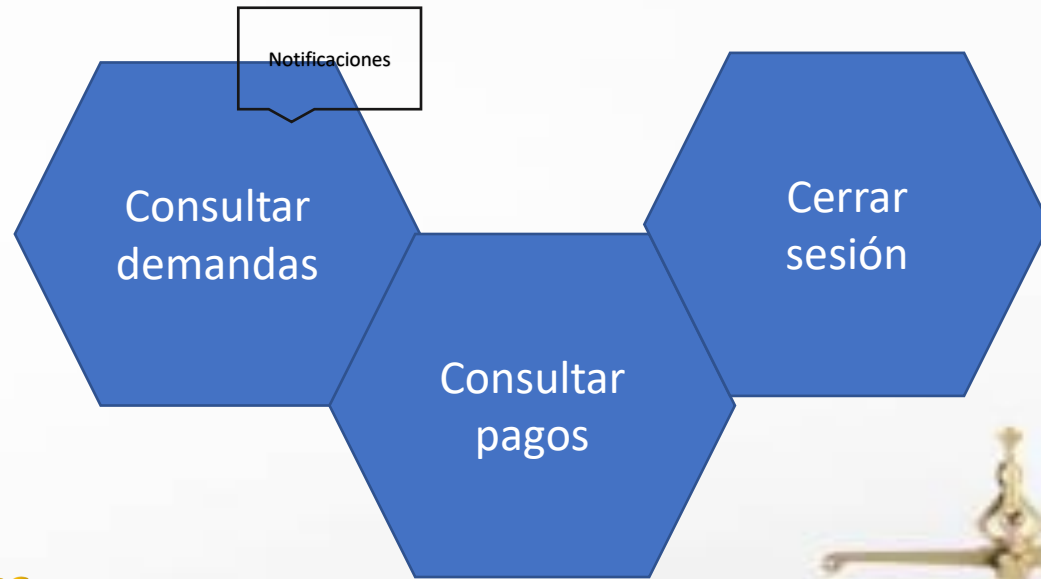 Notificaciones
Consultar
demandas
Cerrar
sesión
Consultar
pagos